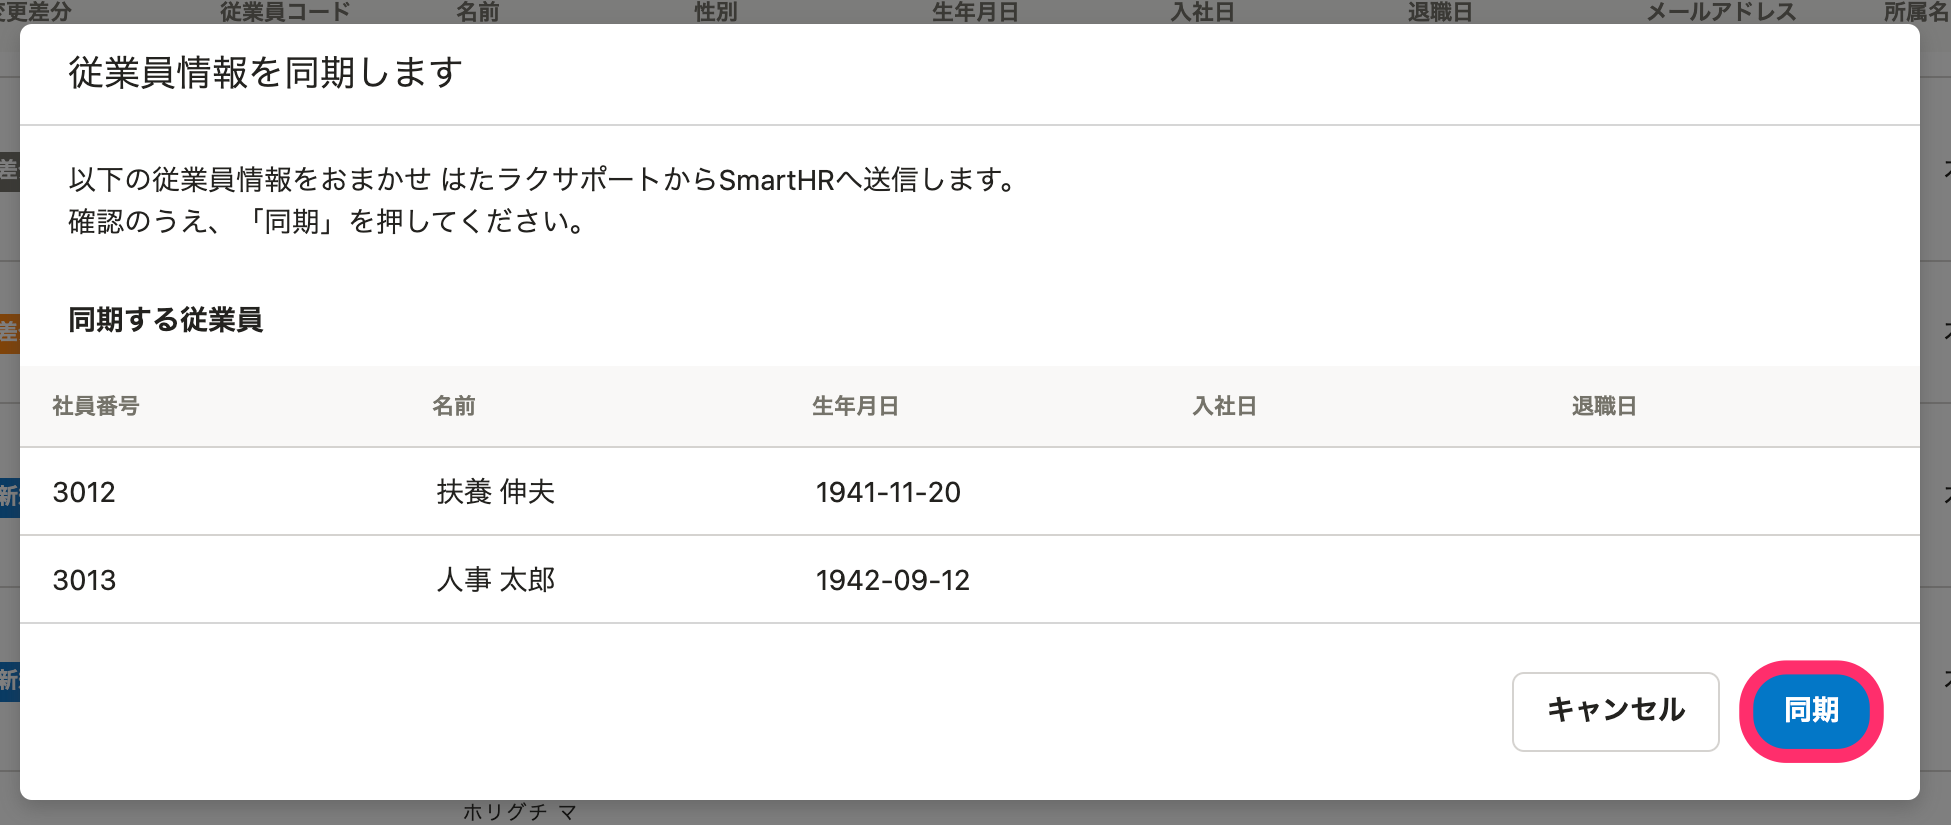 変更差分 従業員コード 名前 性別 生年月日 入社日 退職日 メールアドレス 所属名
従業員情報を同期します
以下の従業員情報をおまかせ はたラクサポートからSmartHRへ送信します。
確認のうえ、「同期」を押してください。
同期する従業員
社員番号 名前 生年月日 入社日 退職日
3012 扶養 伸夫 1941-11-20
3013 人事 太郎 1942-09-12
キャンセル 同期
ホリグチ マ